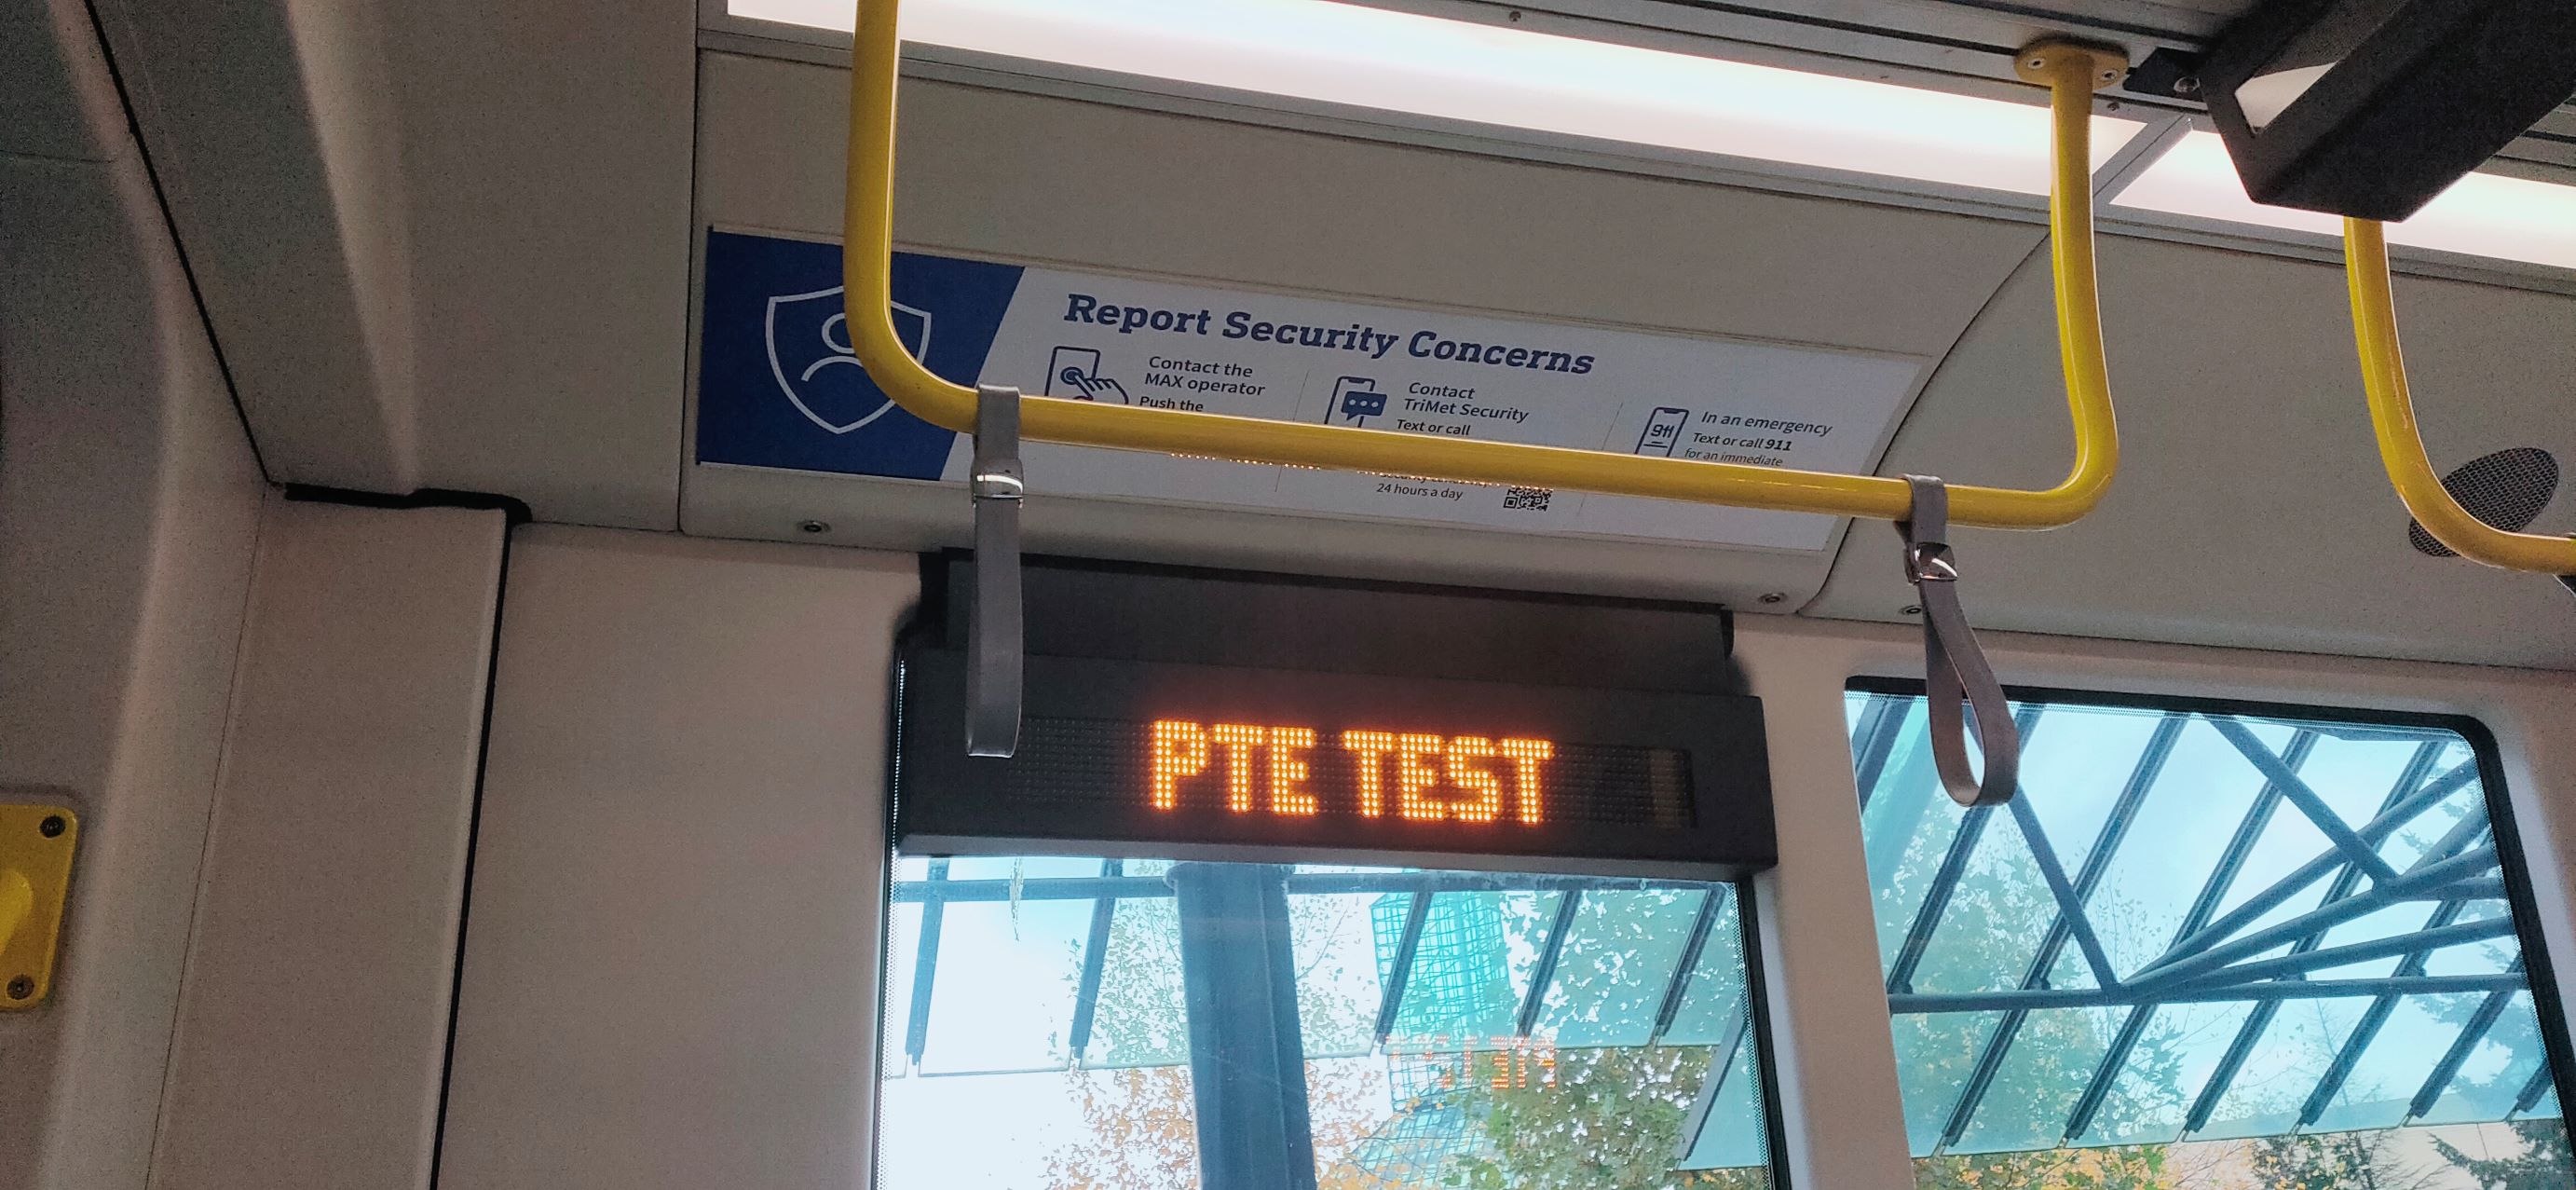 Report Security Concerns
Contact the
MAX operator
Push the
Contact
TriMet Security
Text or call
24 hours a day
911
In an emergency
Text or call 911
for an immediate
PTE TEST